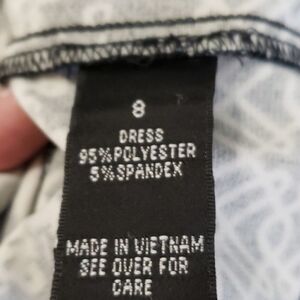 8
DRESS
95%POLYESTER
5%SPANDEX
MADE IN VIETNAM
SEE OVER FOR
CARE